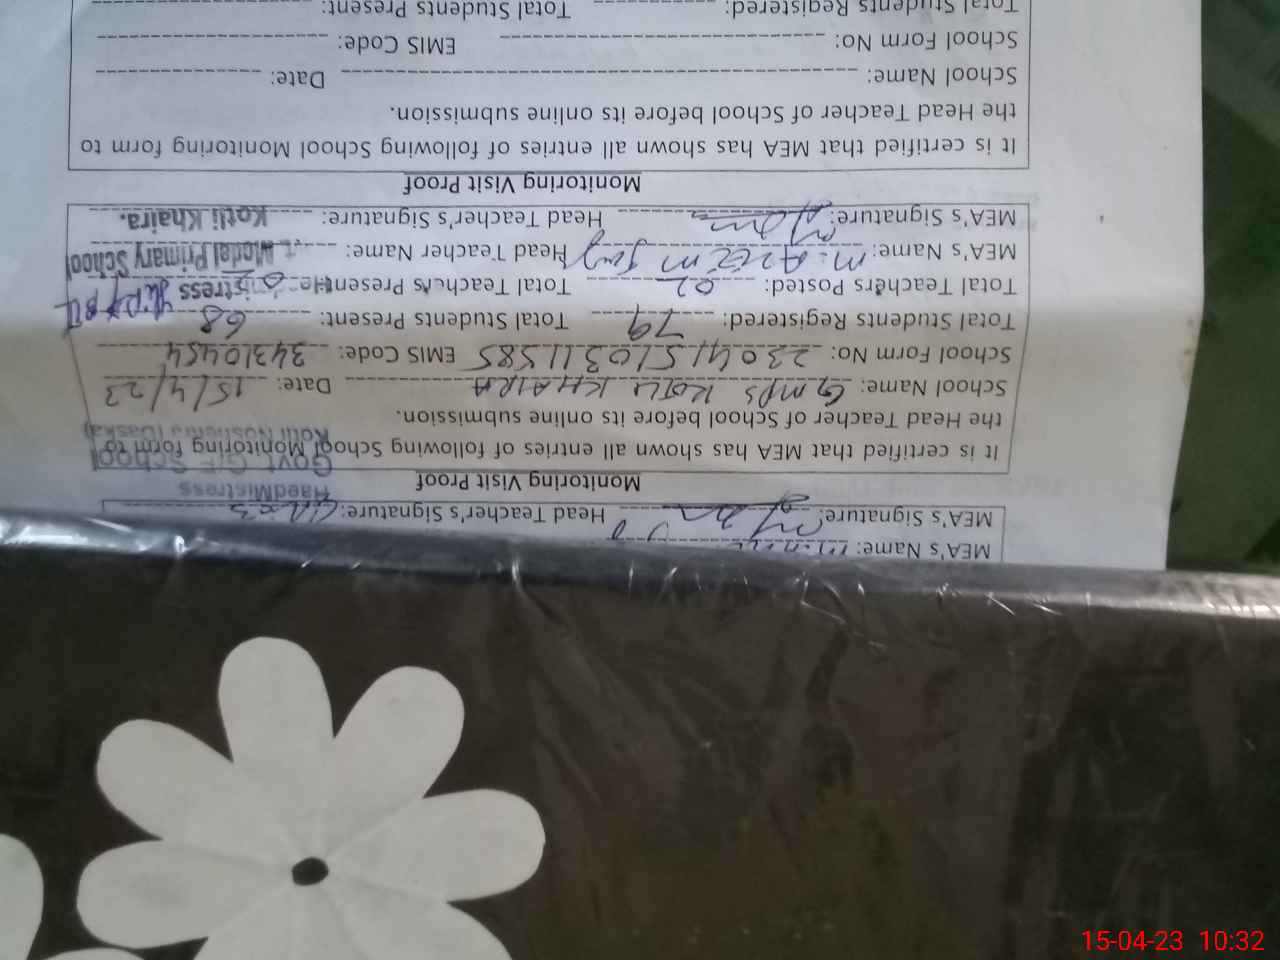 MEA's Name:
MEA's Signature: Head Teacher's Signature:
HaedMistress
Monitoring Visit Proof
Govt. G/E School
It is certified that MEA has shown all entries of following School Monitoring form to
the Head Teacher of School before its online submission.
School Name: GMPS KOTLI KHAIRA Date: 15/4/23
School Form No: 23041510311585 EMIS Code: 34310454
Total Students Registered: 79 Total Students Present: 68
Total Teachers Posted: 02 Total Teachers Present:
MEA's Name: M. Azeem Head Teacher Name:
Model Primary School
MEA's Signature: Head Teacher's Signature:
Kotli Khaira.
Monitoring Visit Proof
It is certified that MEA has shown all entries of following of School Monitoring form to
the Head Teacher of School before its online submission.
School Name: Date:
School Form No: EMIS Code:
Total Students Registered: Total Students Present:
15-04-23 10:32